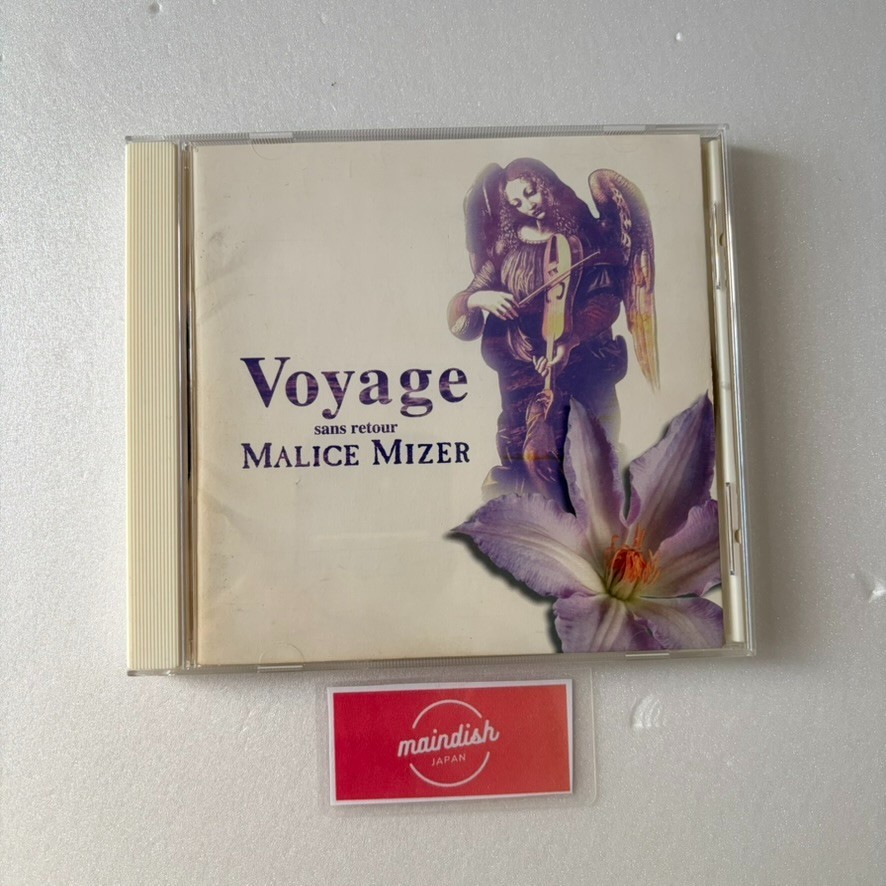 Voyage
sans retour
MALICE MIZER
maindish
JAPAN